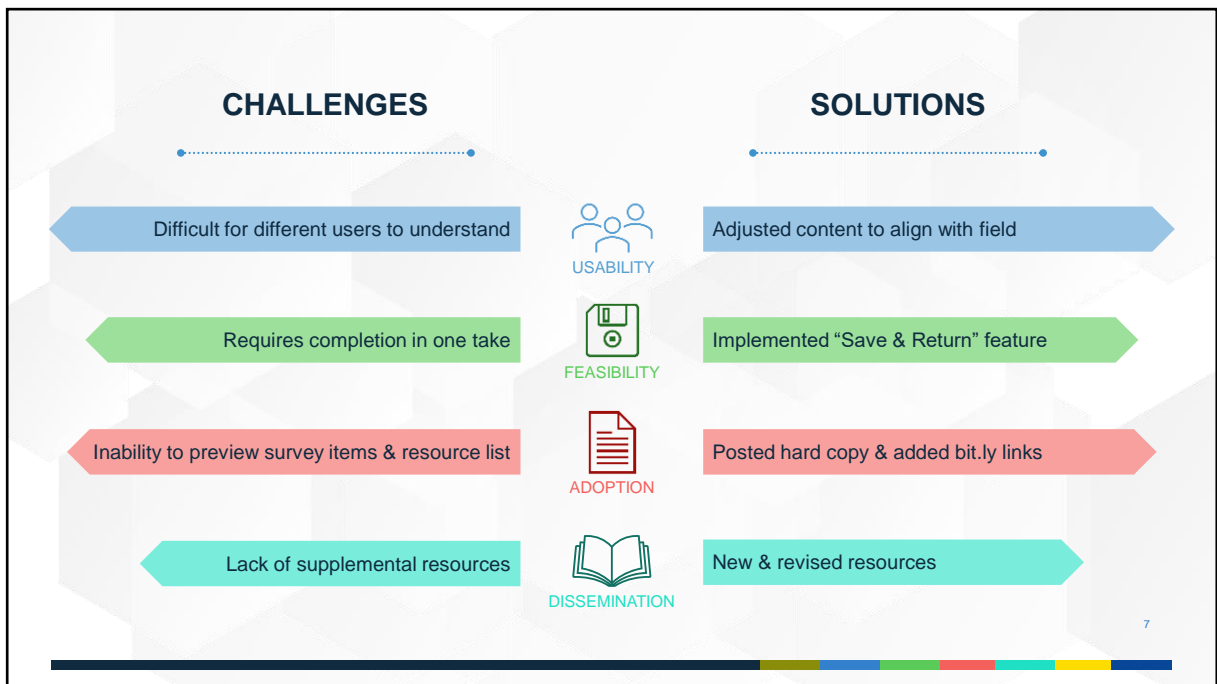 CHALLENGES
SOLUTIONS
Difficult for different users to understand
USABILITY
Adjusted content to align with field
Requires completion in one take
FEASIBILITY
Implemented “Save & Return” feature
Inability to preview survey items & resource list
ADOPTION
Posted hard copy & added bit.ly links
Lack of supplemental resources
DISSEMINATION
New & revised resources
7